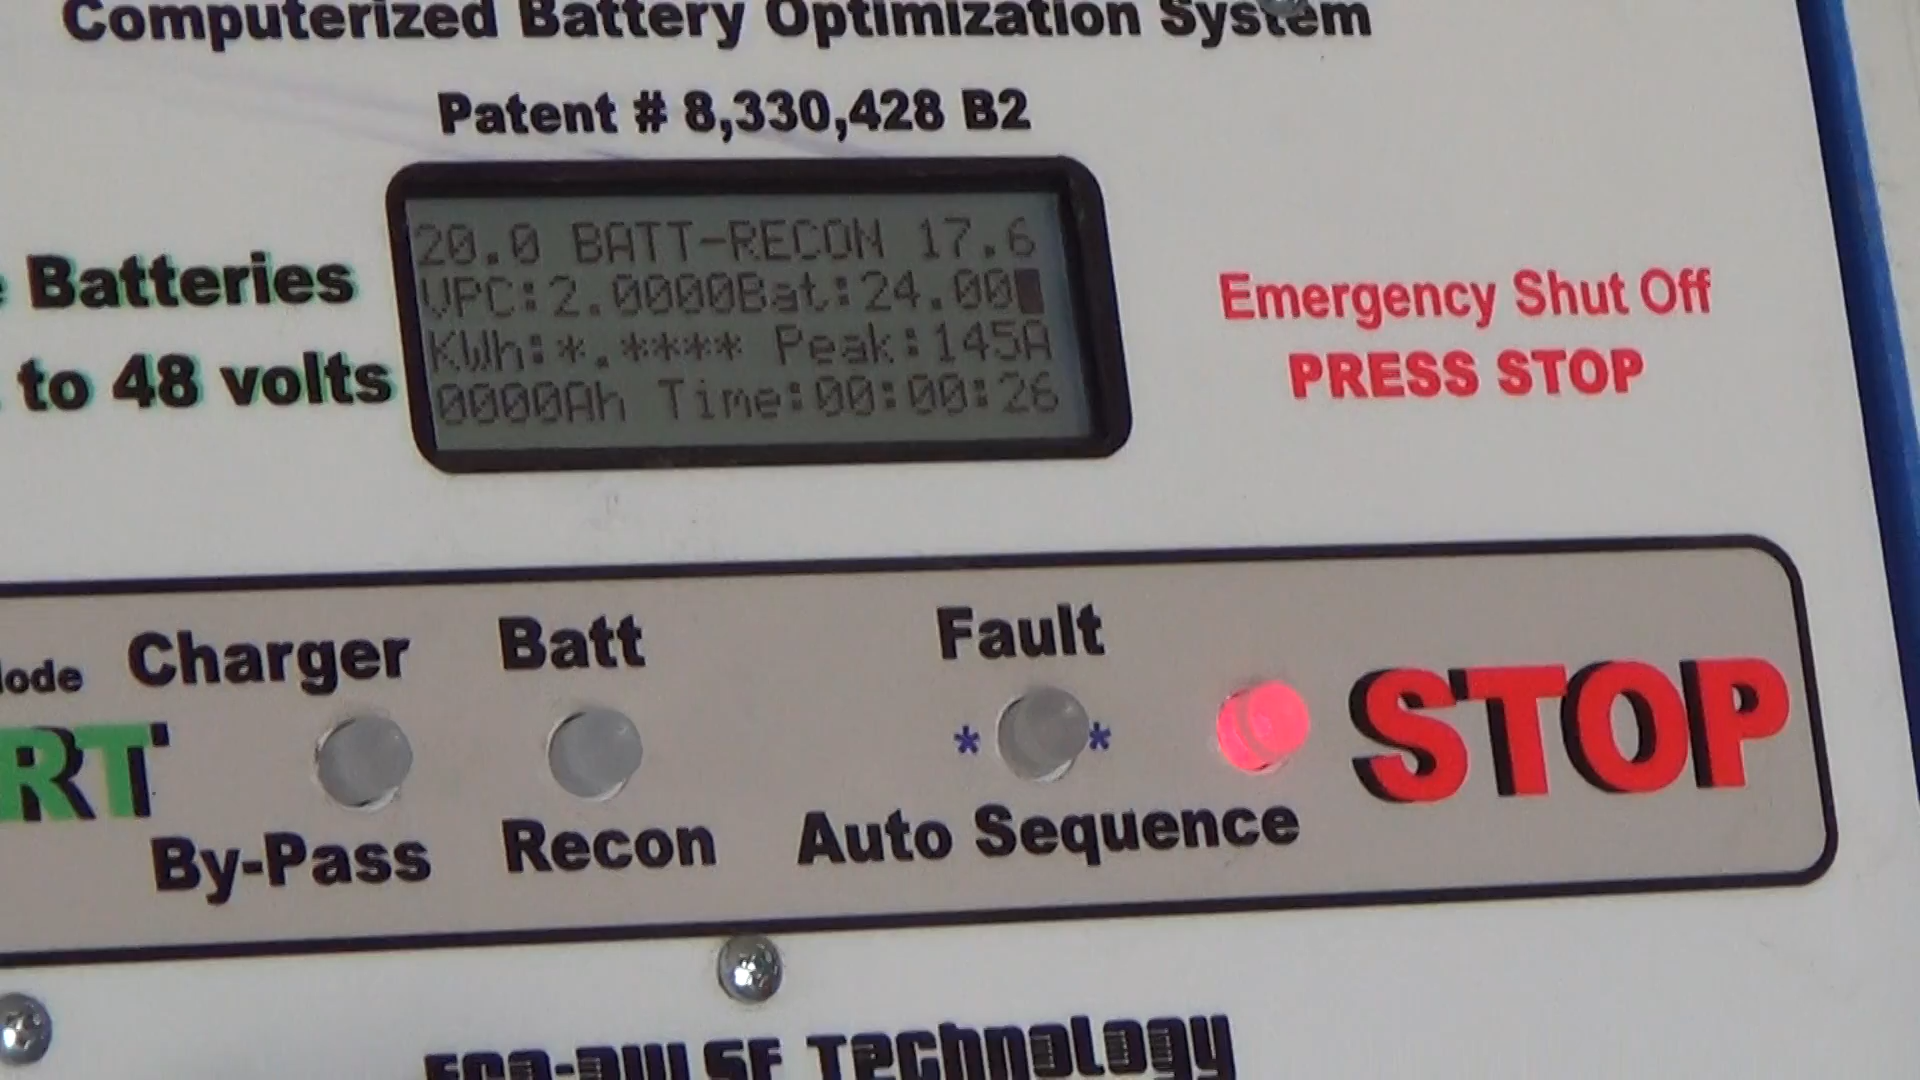 Computerized Battery Optimization System
Patent # 8,330,428 B2
20.0 BATT-RECON 17.6
VPC:2.0000Bat:24.00
KWh:*.**** Peak:145A
0000Ah Time:00:00:26
Batteries
to 48 volts
Emergency Shut Off
PRESS STOP
Charger
By-Pass
Batt
Recon
Fault
* *
Auto Sequence
STOP
ECO-PULSE Technology